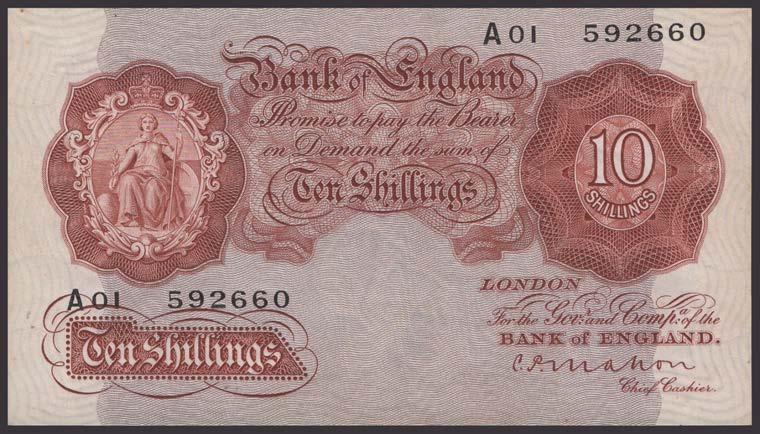 A01 592660
Bank of England
Promise to pay the Bearer
on Demand the sum of
Ten Shillings
10
SHILLINGS
A01 592660
Ten Shillings
LONDON
For the Gov.r and Comp.a of the
BANK OF ENGLAND.
C.P. Mahon
Chief Cashier.